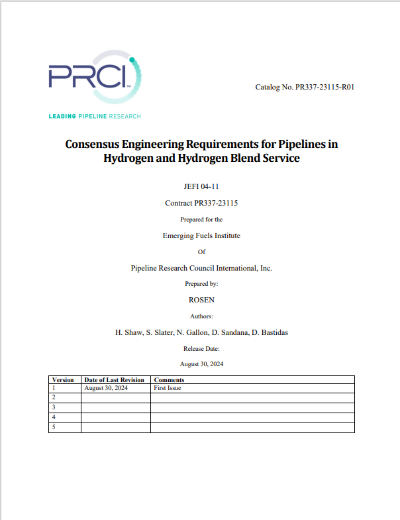 PRCI
LEADING PIPELINE RESEARCH
Catalog No. PR337-23115-R01
Consensus Engineering Requirements for Pipelines in
Hydrogen and Hydrogen Blend Service
JEFI 04-11
Contract PR337-23115
Prepared for the
Emerging Fuels Institute
Of
Pipeline Research Council International, Inc.
Prepared by:
ROSEN
Authors:
H. Shaw, S. Slater, N. Gallon, D. Sandana, D. Bastidas
Release Date:
August 30, 2024
Version Date of Last Revision Comments
1 August 30, 2024 First Issue
2
3
4
5